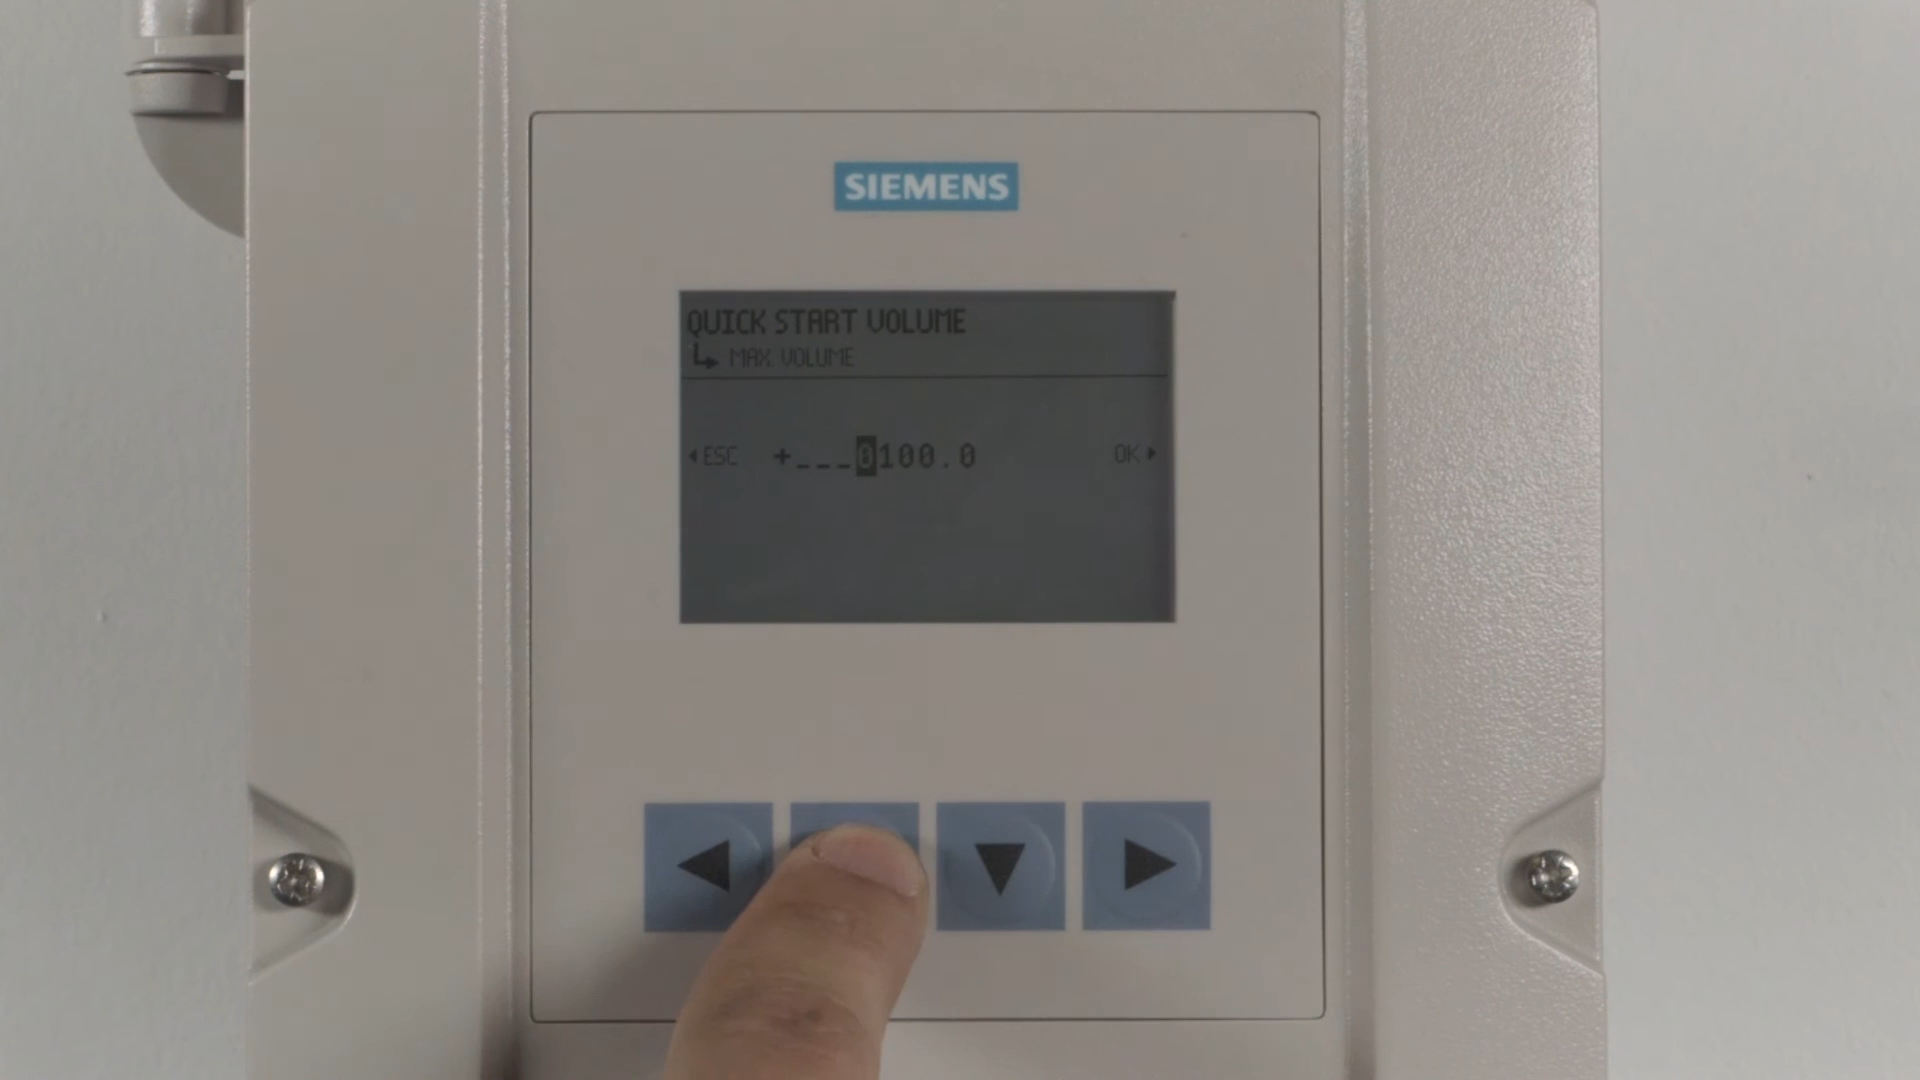 SIEMENS
QUICK START VOLUME
MAX. VOLUME
ESC +___0100.0 OK